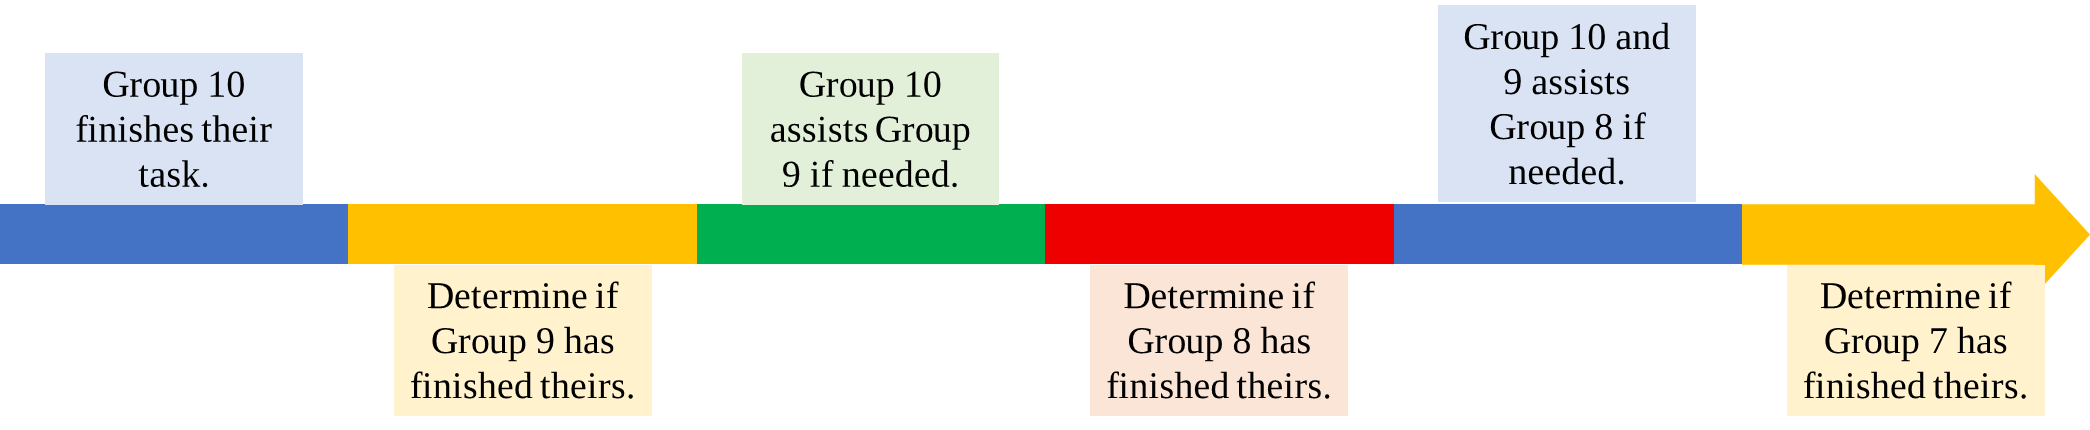 Group 10
finishes their
task.
Determine if
Group 9 has
finished theirs.
Group 10
assists Group
9 if needed.
Determine if
Group 8 has
finished theirs.
Group 10 and
9 assists
Group 8 if
needed.
Determine if
Group 7 has
finished theirs.